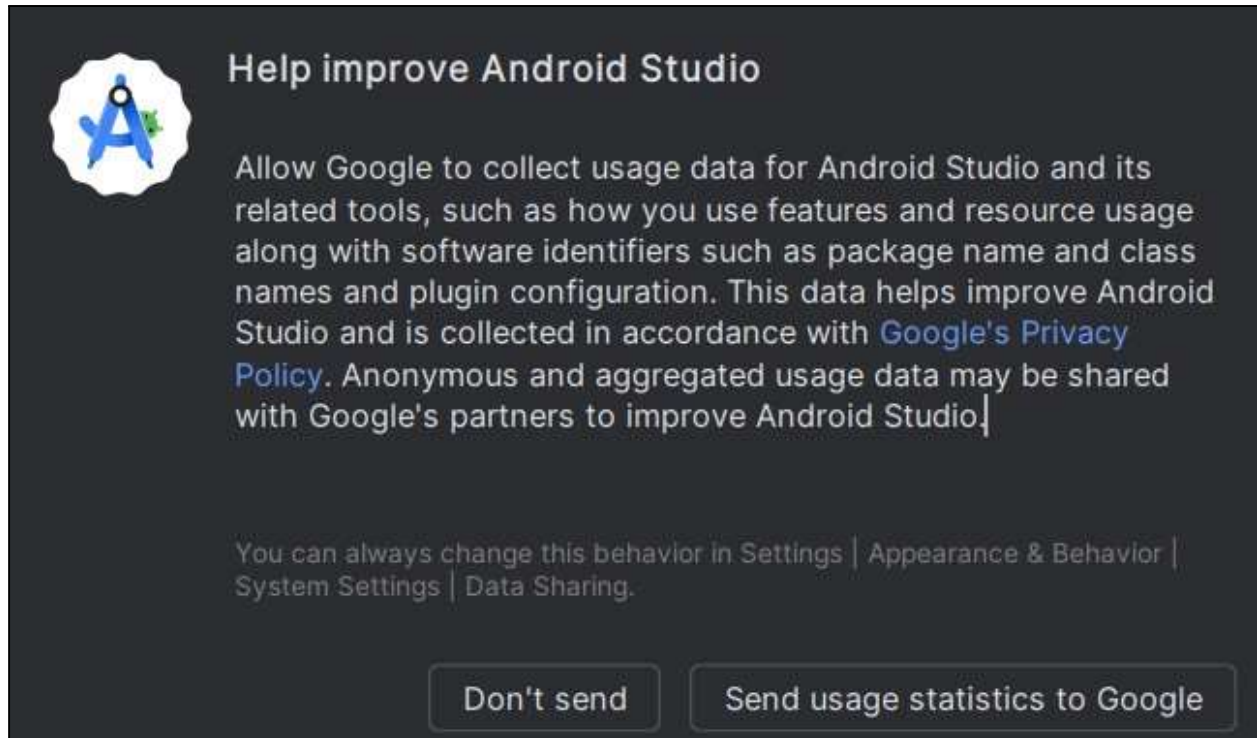 Help improve Android Studio
Allow Google to collect usage data for Android Studio and its
related tools, such as how you use features and resource usage
along with software identifiers such as package name and class
names and plugin configuration. This data helps improve Android
Studio and is collected in accordance with Google's Privacy
Policy. Anonymous and aggregated usage data may be shared
with Google's partners to improve Android Studio.
You can always change this behavior in Settings | Appearance & Behavior |
System Settings | Data Sharing.
Don't send
Send usage statistics to Google